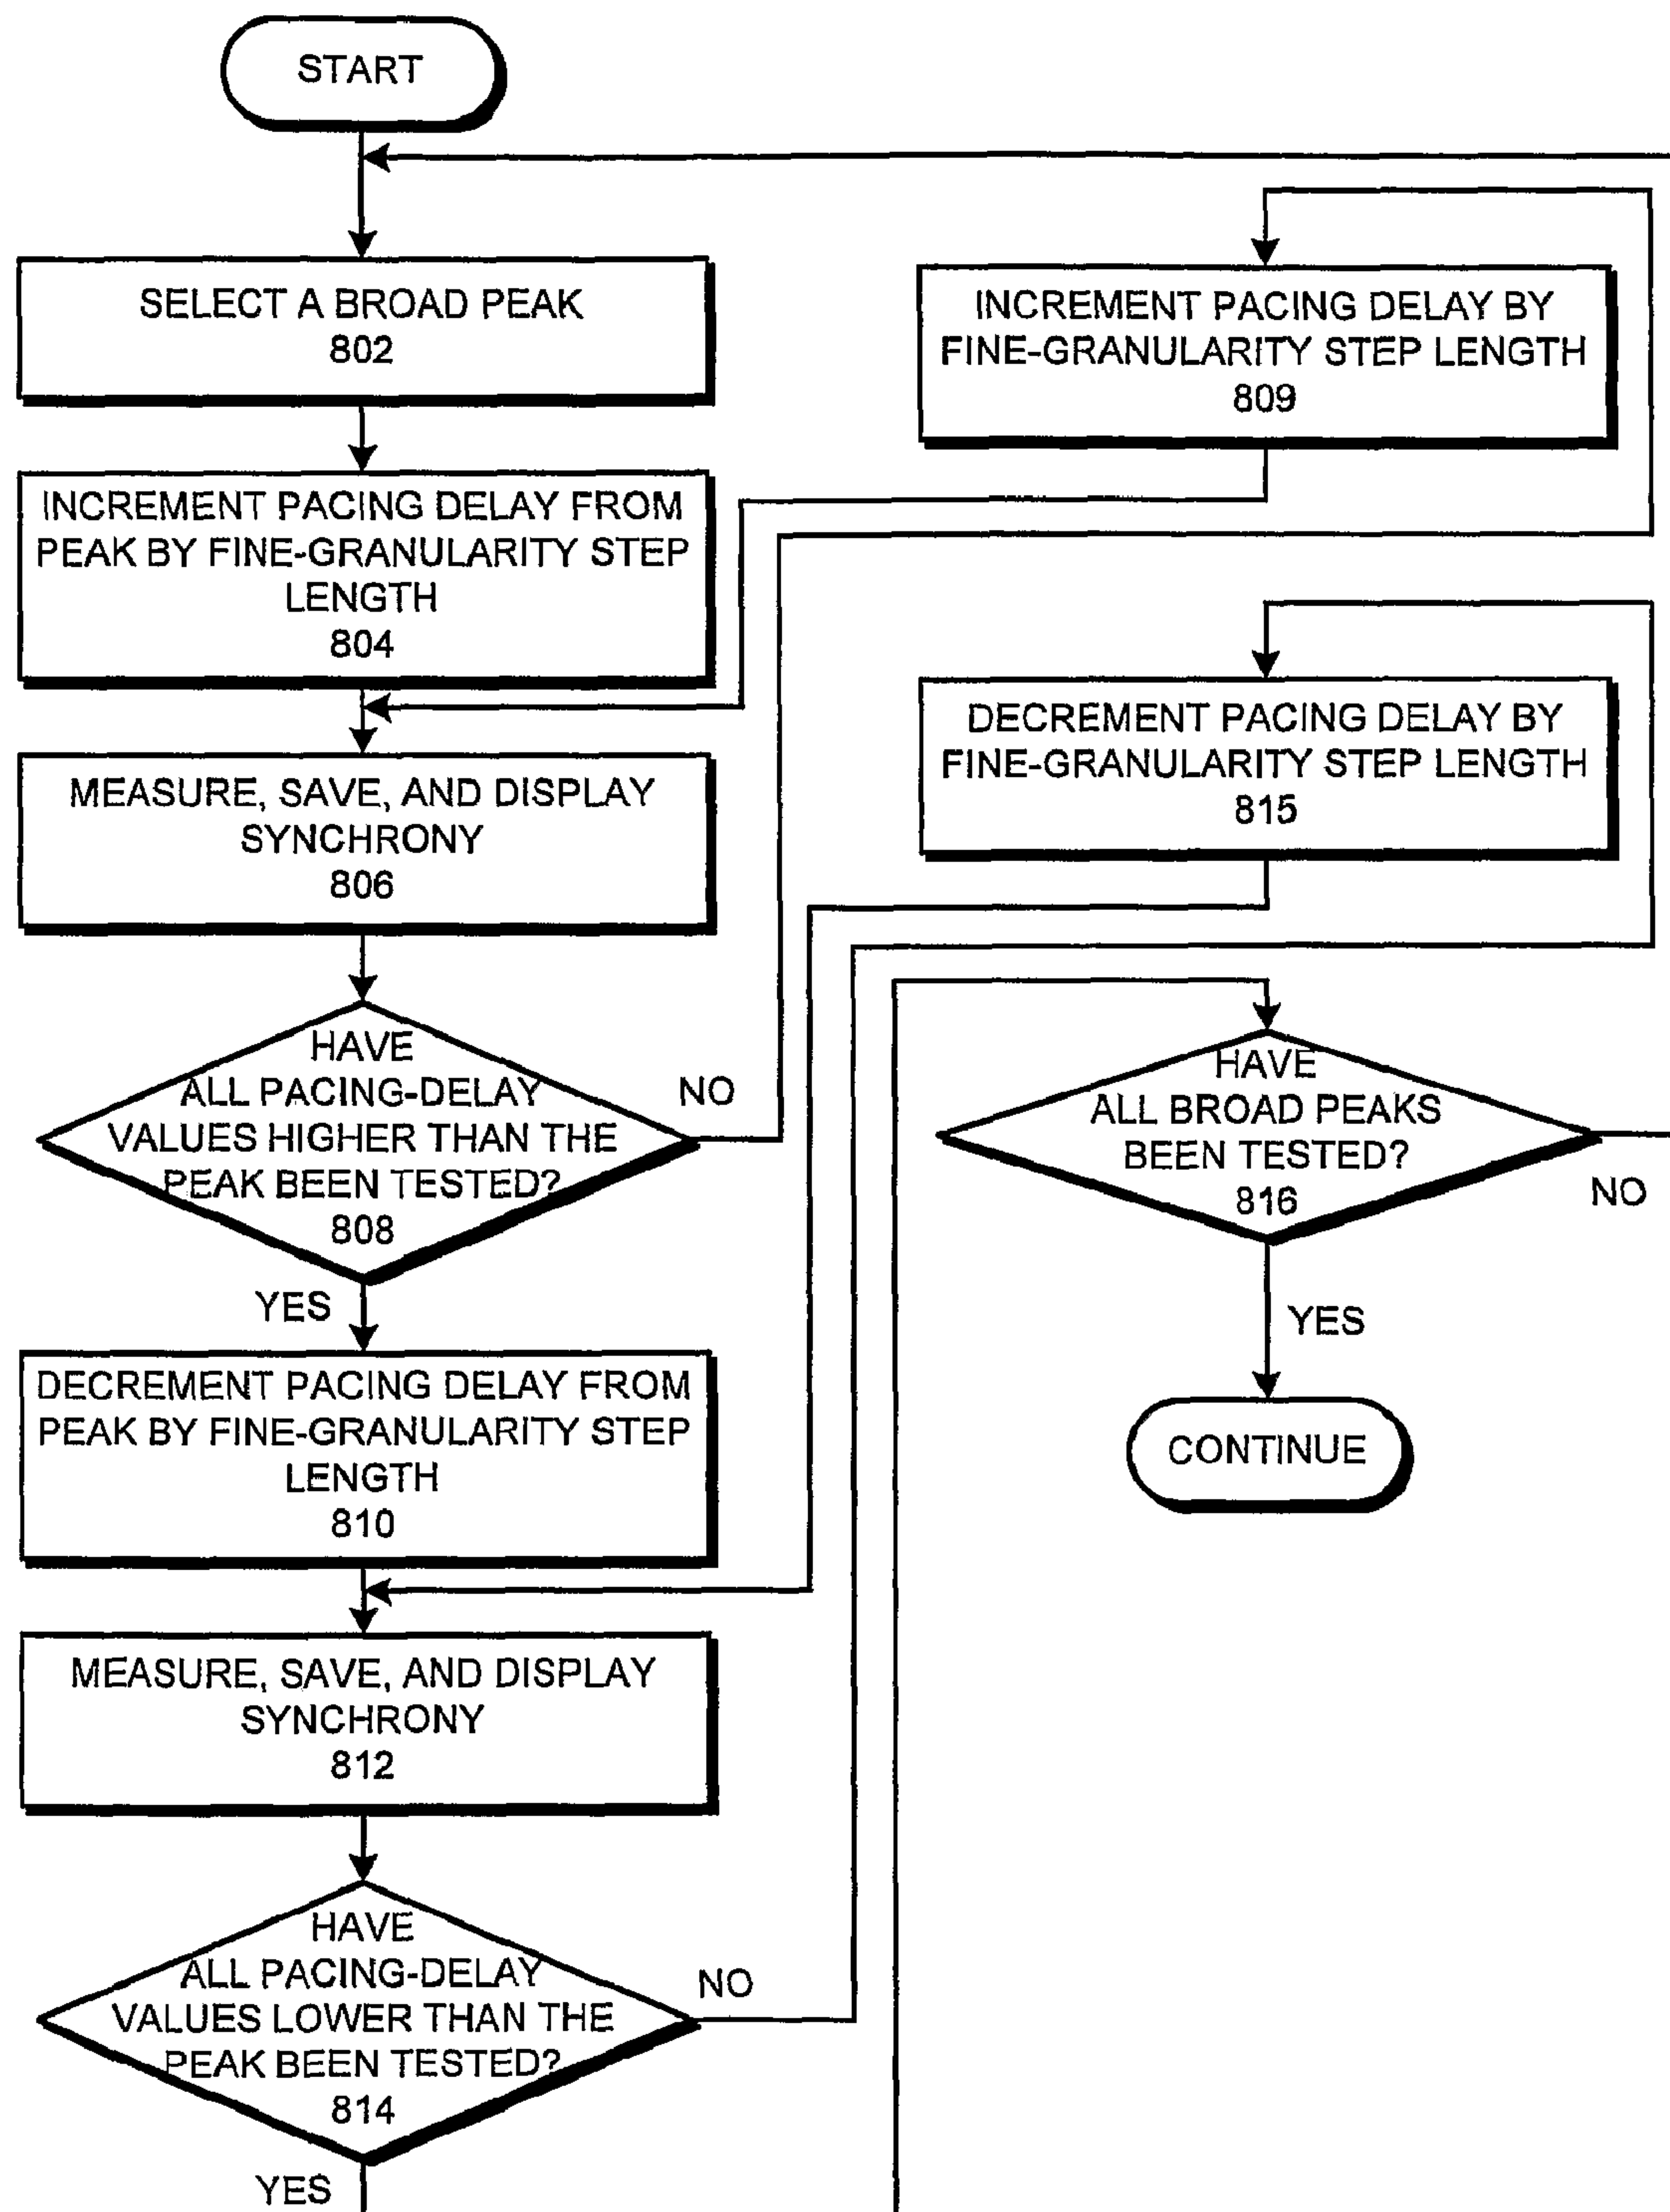 START
SELECT A BROAD PEAK
802
INCREMENT PACING DELAY FROM
PEAK BY FINE-GRANULARITY STEP
LENGTH
804
MEASURE, SAVE, AND DISPLAY
SYNCHRONY
806
HAVE
ALL PACING-DELAY
VALUES HIGHER THAN THE
PEAK BEEN TESTED?
808
NO
YES
DECREMENT PACING DELAY FROM
PEAK BY FINE-GRANULARITY STEP
LENGTH
810
MEASURE, SAVE, AND DISPLAY
SYNCHRONY
812
HAVE
ALL PACING-DELAY
VALUES LOWER THAN THE
PEAK BEEN TESTED?
814
NO
YES
INCREMENT PACING DELAY BY
FINE-GRANULARITY STEP LENGTH
809
DECREMENT PACING DELAY BY
FINE-GRANULARITY STEP LENGTH
815
HAVE
ALL BROAD PEAKS
BEEN TESTED?
816
NO
YES
CONTINUE